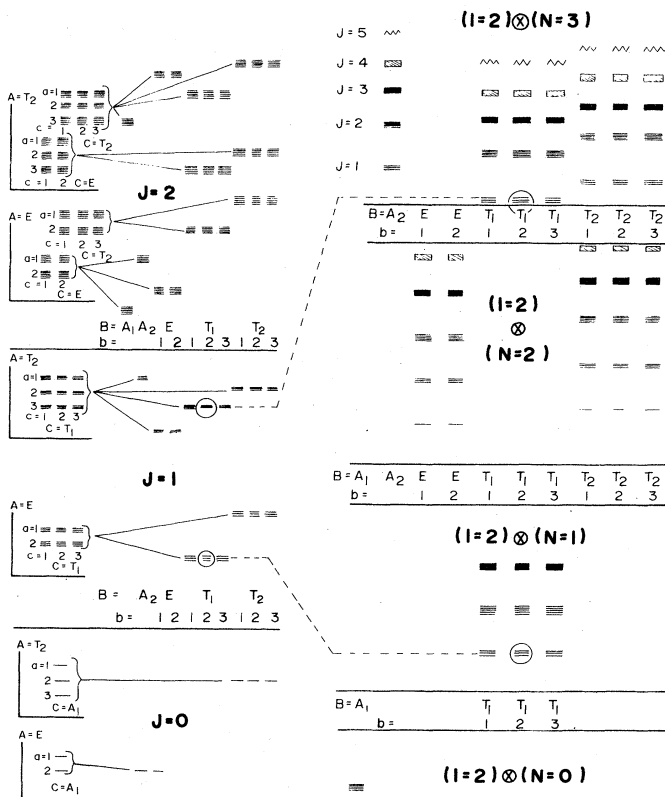 A = T2
a=1
2
3
c = 1 2 3
C = T2
a=1
2
3
c = 1 2 C = E
J=2
A = E
a=1
2
c = 1 2 3
C = T2
a=1
2
c = 1 2
C = E
B = A1 A2 E T1 T2
b = 1 2 1 2 3 1 2 3
A = T2
a=1
2
3
c = 1 2 3
C = T1
J=1
A = E
a=1
2
c = 1 2 3
C = T1
B = A2 E T1 T2
b = 1 2 1 2 3 1 2 3
A = T2
a=1
2
3
C = A1
J=0
A = E
a=1
2
C = A1
(I=2)⊗(N=3)
J = 5
J = 4
J = 3
J = 2
J = 1
B = A2 E E T1 T1 T1 T2 T2 T2
b = 1 2 1 2 3 1 2 3
(I=2)
⊗
(N=2)
B = A1 A2 E E T1 T1 T1 T2 T2 T2
b = 1 2 1 2 3 1 2 3
(I=2)⊗(N=1)
B = A1 T1 T1 T1
b = 1 2 3
(I=2)⊗(N=0)